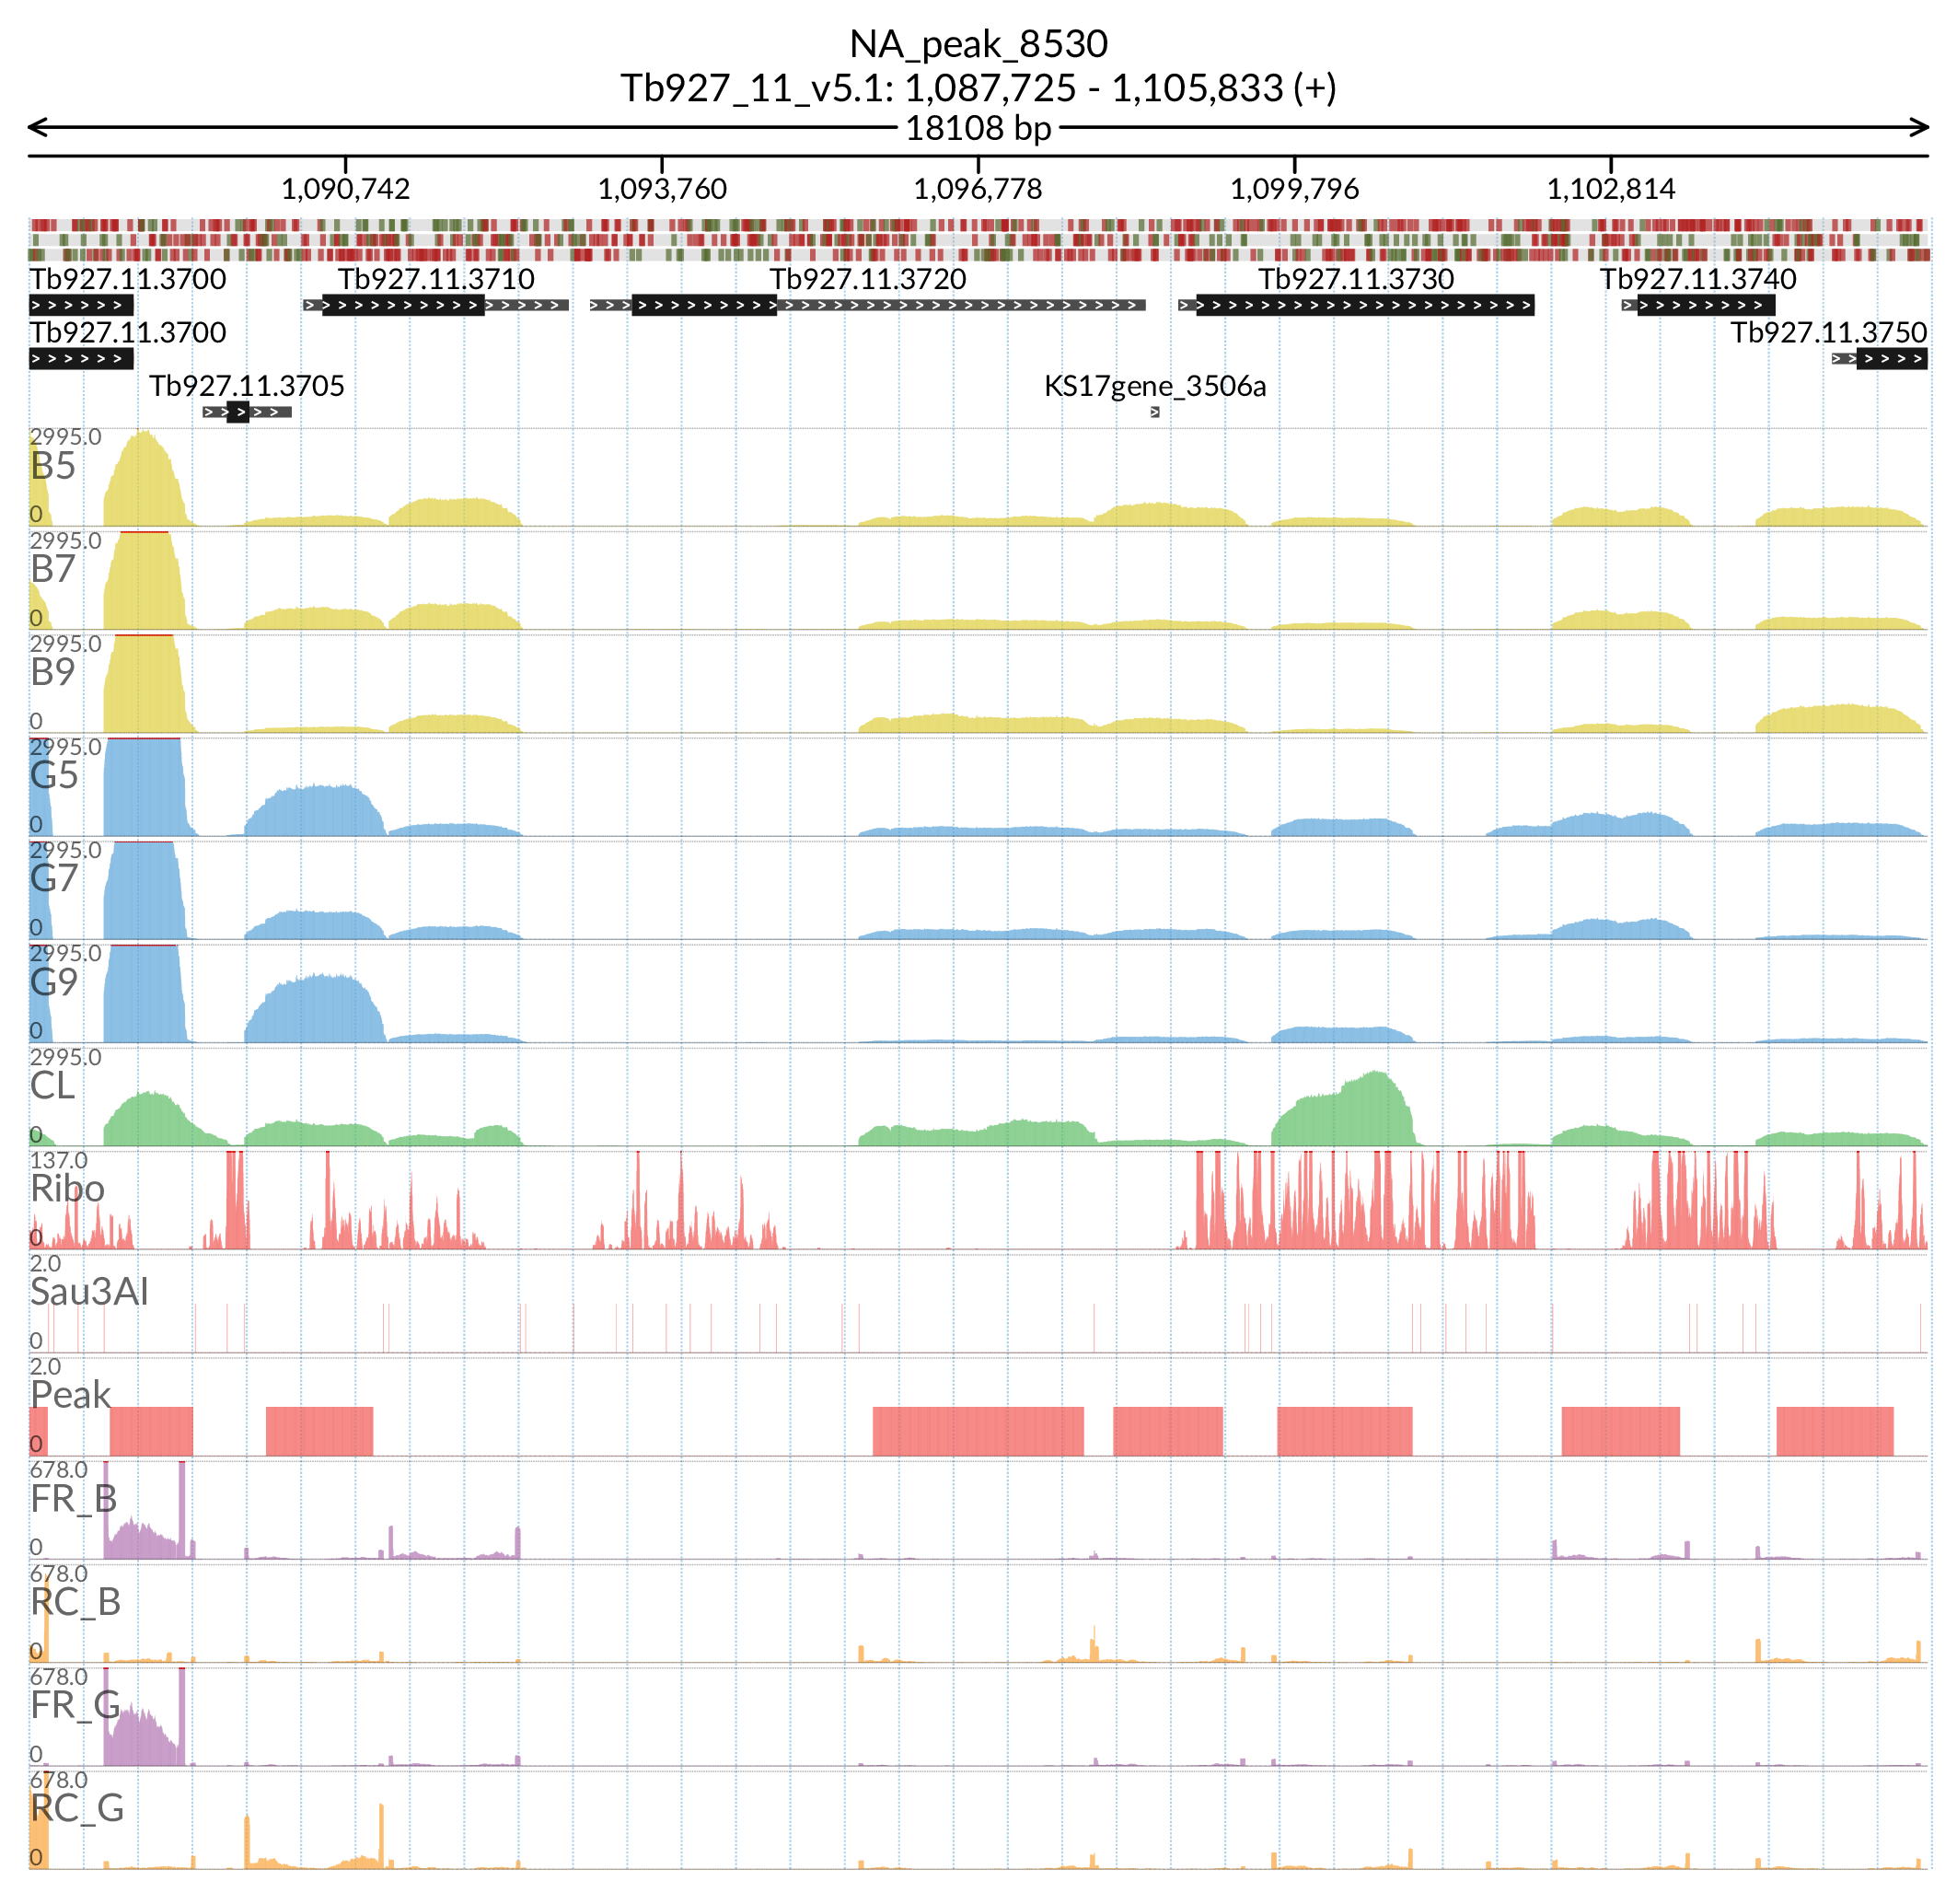 NA_peak_8530
Tb927_11_v5.1: 1,087,725 - 1,105,833 (+)
18108 bp
1,090,742 1,093,760 1,096,778 1,099,796 1,102,814
Tb927.11.3700 Tb927.11.3710 Tb927.11.3720 Tb927.11.3730 Tb927.11.3740
Tb927.11.3700 Tb927.11.3750
Tb927.11.3705 KS17gene_3506a
2995.0
B5
0
2995.0
B7
0
2995.0
B9
0
2995.0
G5
0
2995.0
G7
0
2995.0
G9
0
2995.0
CL
0
137.0
Ribo
0
2.0
Sau3AI
0
2.0
Peak
0
678.0
FR_B
0
678.0
RC_B
0
678.0
FR_G
0
678.0
RC_G
0